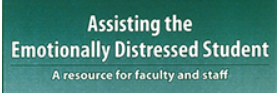 Assisting the
Emotionally Distressed Student
A resource for faculty and staff